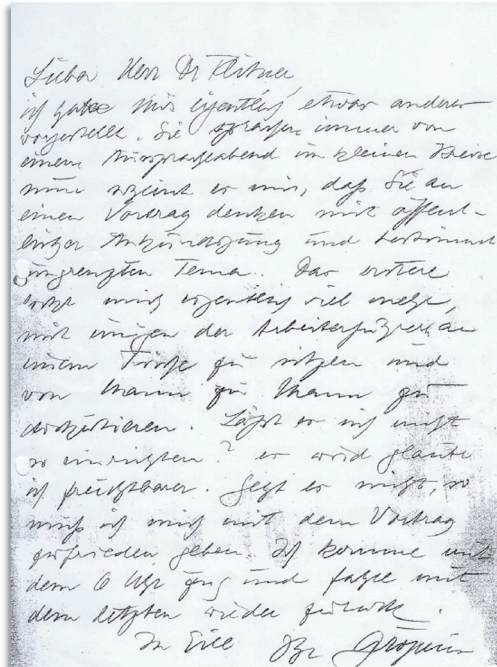 Lieber Herr Dr Flitner,
ich hatte mir eigentlich etwas anderes
vorgestellt. Sie sprachen immer von
einem Ausspracheabend im kleinen Kreise
nun scheint es mir, daß Sie an
einen Vortrag denken mit öffent-
licher Ankündigung und bestimmt
umgrenzten Tema. Das erstere
lockt mich eigentlich viel mehr,
mit einigen der Arbeiterführer an
einem Tische zu sitzen und
von Mann zu Mann zu
diskutieren. Läßt es sich nicht
so einrichten? es wird glaube
ich fruchtbarer. Geht es nicht, so
muß ich mich mit dem Vortrag
zufrieden geben. Ich komme mit
dem 6 Uhr Zug und fahre mit
dem letzten wieder zurück.
In Eile Ihr Gropius